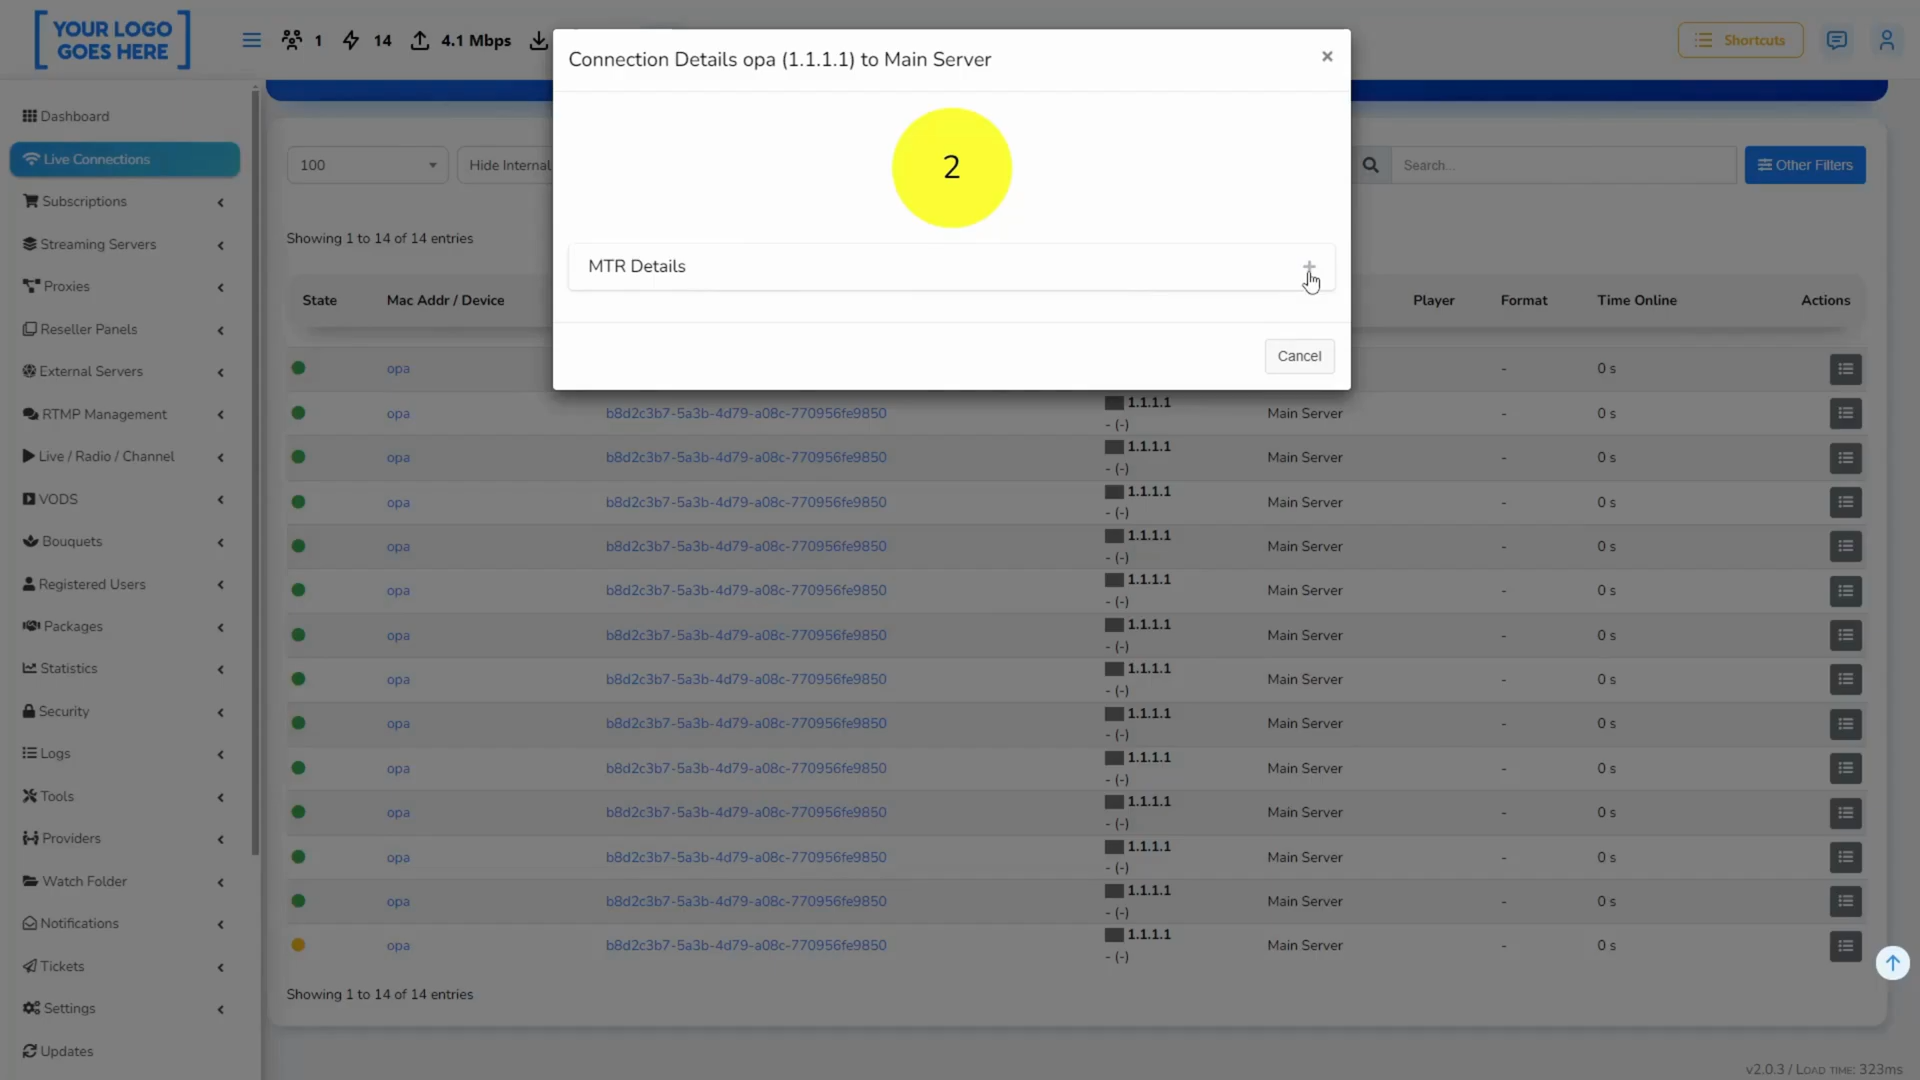 YOUR LOGO
GOES HERE
1
14
4.1 Mbps
Shortcuts
Connection Details opa (1.1.1.1) to Main Server
×
2
MTR Details
+
Cancel
Dashboard
Live Connections
Subscriptions
Streaming Servers
Proxies
Reseller Panels
External Servers
RTMP Management
Live / Radio / Channel
VODS
Bouquets
Registered Users
Packages
Statistics
Security
Logs
Tools
Providers
Watch Folder
Notifications
Tickets
Settings
Updates
100
Hide Internal
Search...
Other Filters
Showing 1 to 14 of 14 entries
State Mac Addr / Device Player Format Time Online Actions
opa - 0 s
opa b8d2c3b7-5a3b-4d79-a08c-770956fe9850 1.1.1.1 - (-) Main Server - 0 s
opa b8d2c3b7-5a3b-4d79-a08c-770956fe9850 1.1.1.1 - (-) Main Server - 0 s
opa b8d2c3b7-5a3b-4d79-a08c-770956fe9850 1.1.1.1 - (-) Main Server - 0 s
opa b8d2c3b7-5a3b-4d79-a08c-770956fe9850 1.1.1.1 - (-) Main Server - 0 s
opa b8d2c3b7-5a3b-4d79-a08c-770956fe9850 1.1.1.1 - (-) Main Server - 0 s
opa b8d2c3b7-5a3b-4d79-a08c-770956fe9850 1.1.1.1 - (-) Main Server - 0 s
opa b8d2c3b7-5a3b-4d79-a08c-770956fe9850 1.1.1.1 - (-) Main Server - 0 s
opa b8d2c3b7-5a3b-4d79-a08c-770956fe9850 1.1.1.1 - (-) Main Server - 0 s
opa b8d2c3b7-5a3b-4d79-a08c-770956fe9850 1.1.1.1 - (-) Main Server - 0 s
opa b8d2c3b7-5a3b-4d79-a08c-770956fe9850 1.1.1.1 - (-) Main Server - 0 s
opa b8d2c3b7-5a3b-4d79-a08c-770956fe9850 1.1.1.1 - (-) Main Server - 0 s
opa b8d2c3b7-5a3b-4d79-a08c-770956fe9850 1.1.1.1 - (-) Main Server - 0 s
opa b8d2c3b7-5a3b-4d79-a08c-770956fe9850 1.1.1.1 - (-) Main Server - 0 s
Showing 1 to 14 of 14 entries
v2.0.3 / LOAD TIME: 323ms